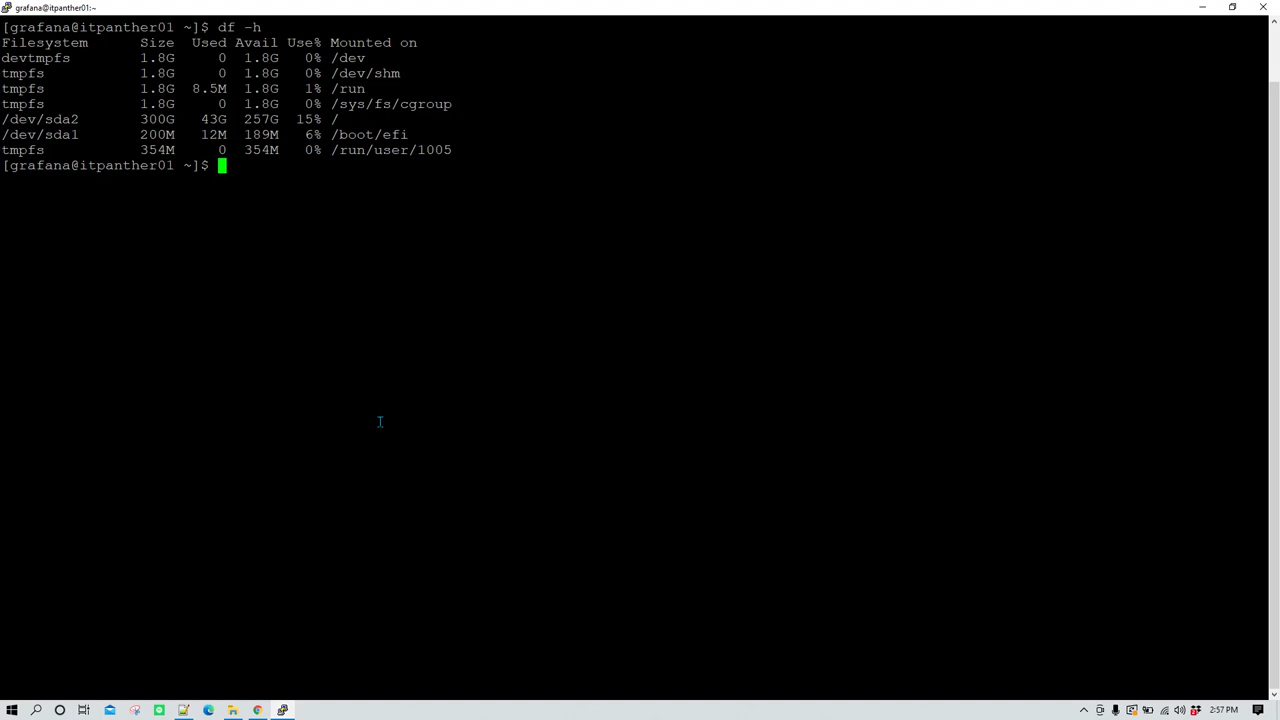 grafana@itpanther01:~
[grafana@itpanther01 ~]$ df -h
Filesystem      Size  Used Avail Use% Mounted on
devtmpfs        1.8G     0  1.8G   0% /dev
tmpfs           1.8G     0  1.8G   0% /dev/shm
tmpfs           1.8G  8.5M  1.8G   1% /run
tmpfs           1.8G     0  1.8G   0% /sys/fs/cgroup
/dev/sda2       300G   43G  257G  15% /
/dev/sda1       200M   12M  189M   6% /boot/efi
tmpfs           354M     0  354M   0% /run/user/1005
[grafana@itpanther01 ~]$
2:57 PM